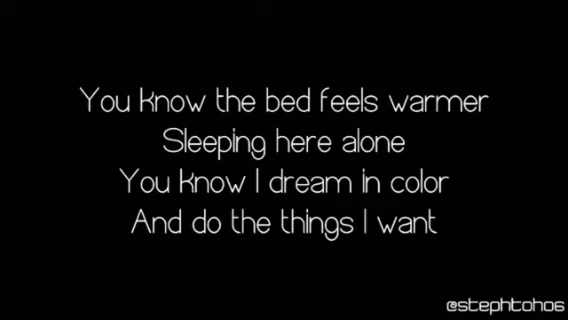 You know the bed feels warmer
Sleeping here alone
You know I dream in color
And do the things I want
@stephtoh06